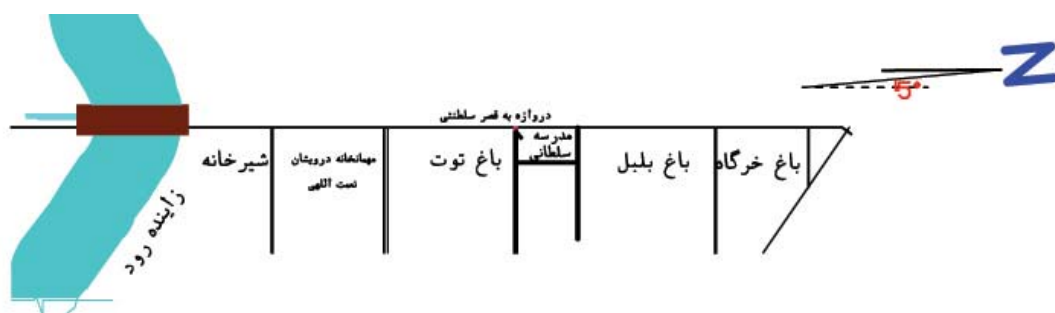 N
5°
دروازه به قصر سلطنتی
مدرسه
سلطانی
باغ خرگاه
باغ بلبل
باغ توت
مهمانخانه درویشان
نعمت اللهی
شیرخانه
زاینده رود